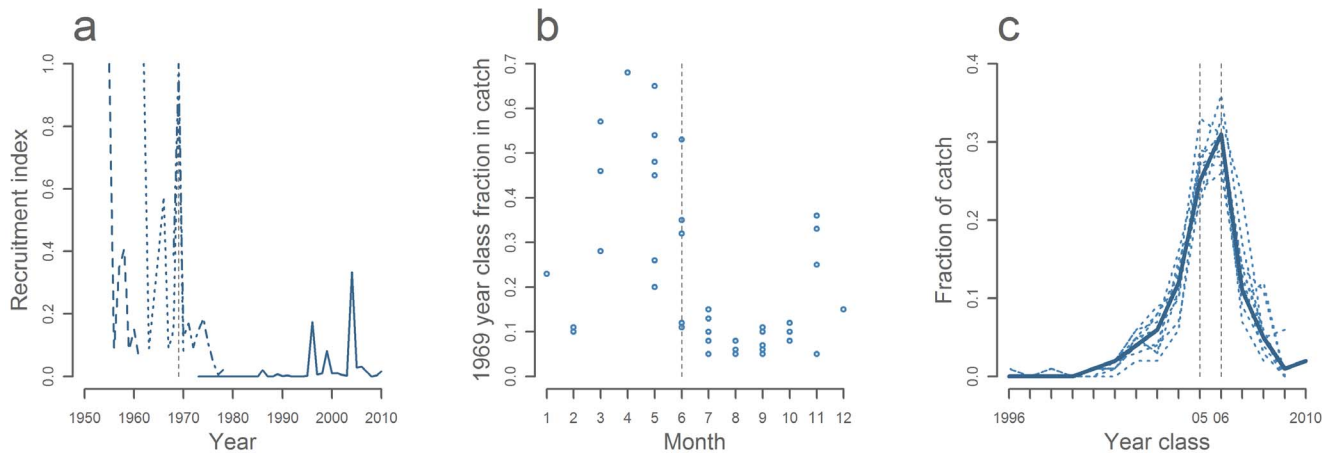 a
Recruitment index
0.0 0.2 0.4 0.6 0.8 1.0
1950 1960 1970 1980 1990 2000 2010
Year
b
1969 year class fraction in catch
0.0 0.1 0.2 0.3 0.4 0.5 0.6 0.7
1 2 3 4 5 6 7 8 9 10 11 12
Month
c
Fraction of catch
0.0 0.1 0.2 0.3 0.4
1996 05 06 2010
Year class